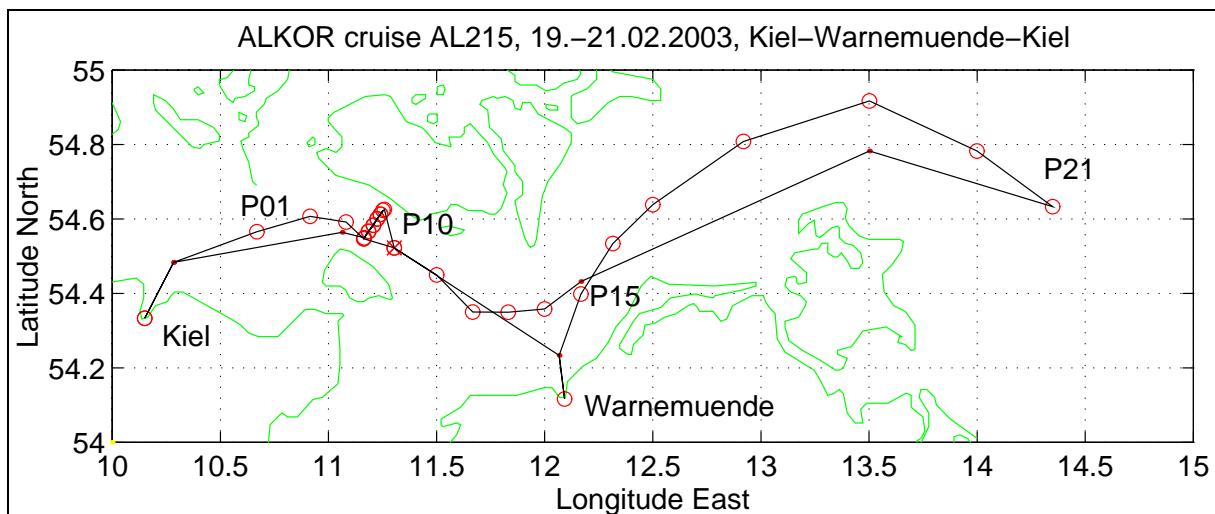 ALKOR cruise AL215, 19.−21.02.2003, Kiel−Warnemuende−Kiel
55
54.8
54.6
54.4
54.2
54
Latitude North
P01
P10
P15
P21
Kiel
Warnemuende
10 10.5 11 11.5 12 12.5 13 13.5 14 14.5 15
Longitude East